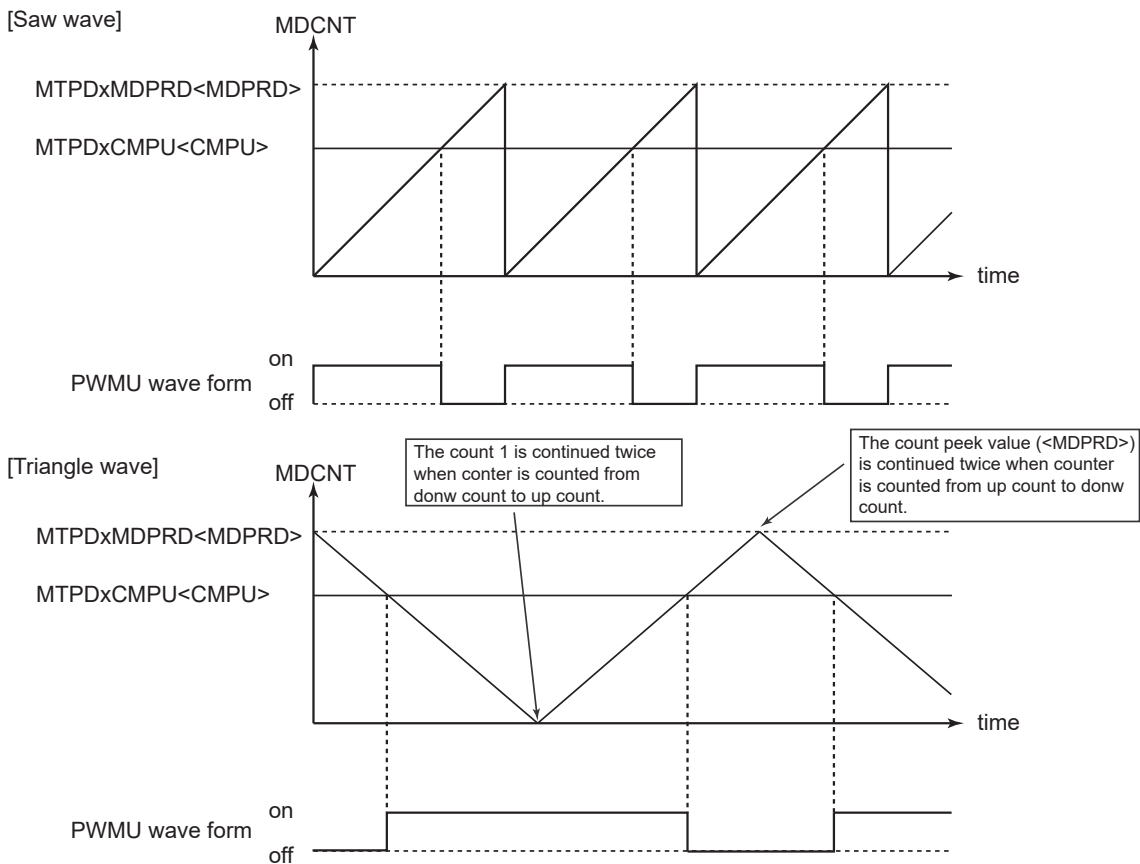 [Saw wave]
MDCNT
MTPDxMDPRD<MDPRD>
MTPDxCMPU<CMPU>
time
on
PWMU wave form
off
[Triangle wave]
MDCNT
The count 1 is continued twice
when conter is counted from
donw count to up count.
The count peek value (<MDPRD>)
is continued twice when counter
is counted from up count to donw
count.
MTPDxMDPRD<MDPRD>
MTPDxCMPU<CMPU>
time
on
PWMU wave form
off